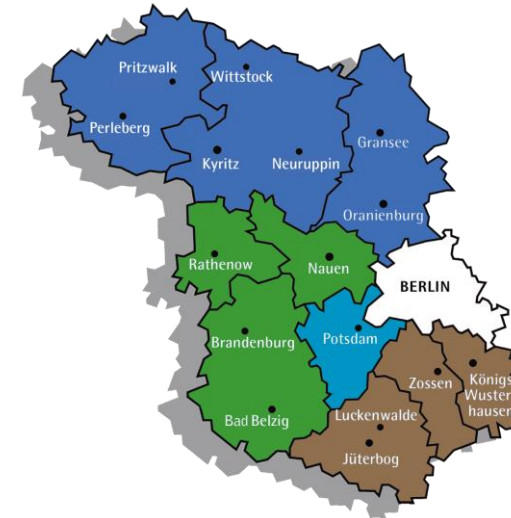 Pritzwalk
Wittstock
Perleberg
Kyritz
Neuruppin
Gransee
Oranienburg
Rathenow
Nauen
BERLIN
Brandenburg
Potsdam
Zossen
Königs
Wuster
hausen
Bad Belzig
Luckenwalde
Jüterbog